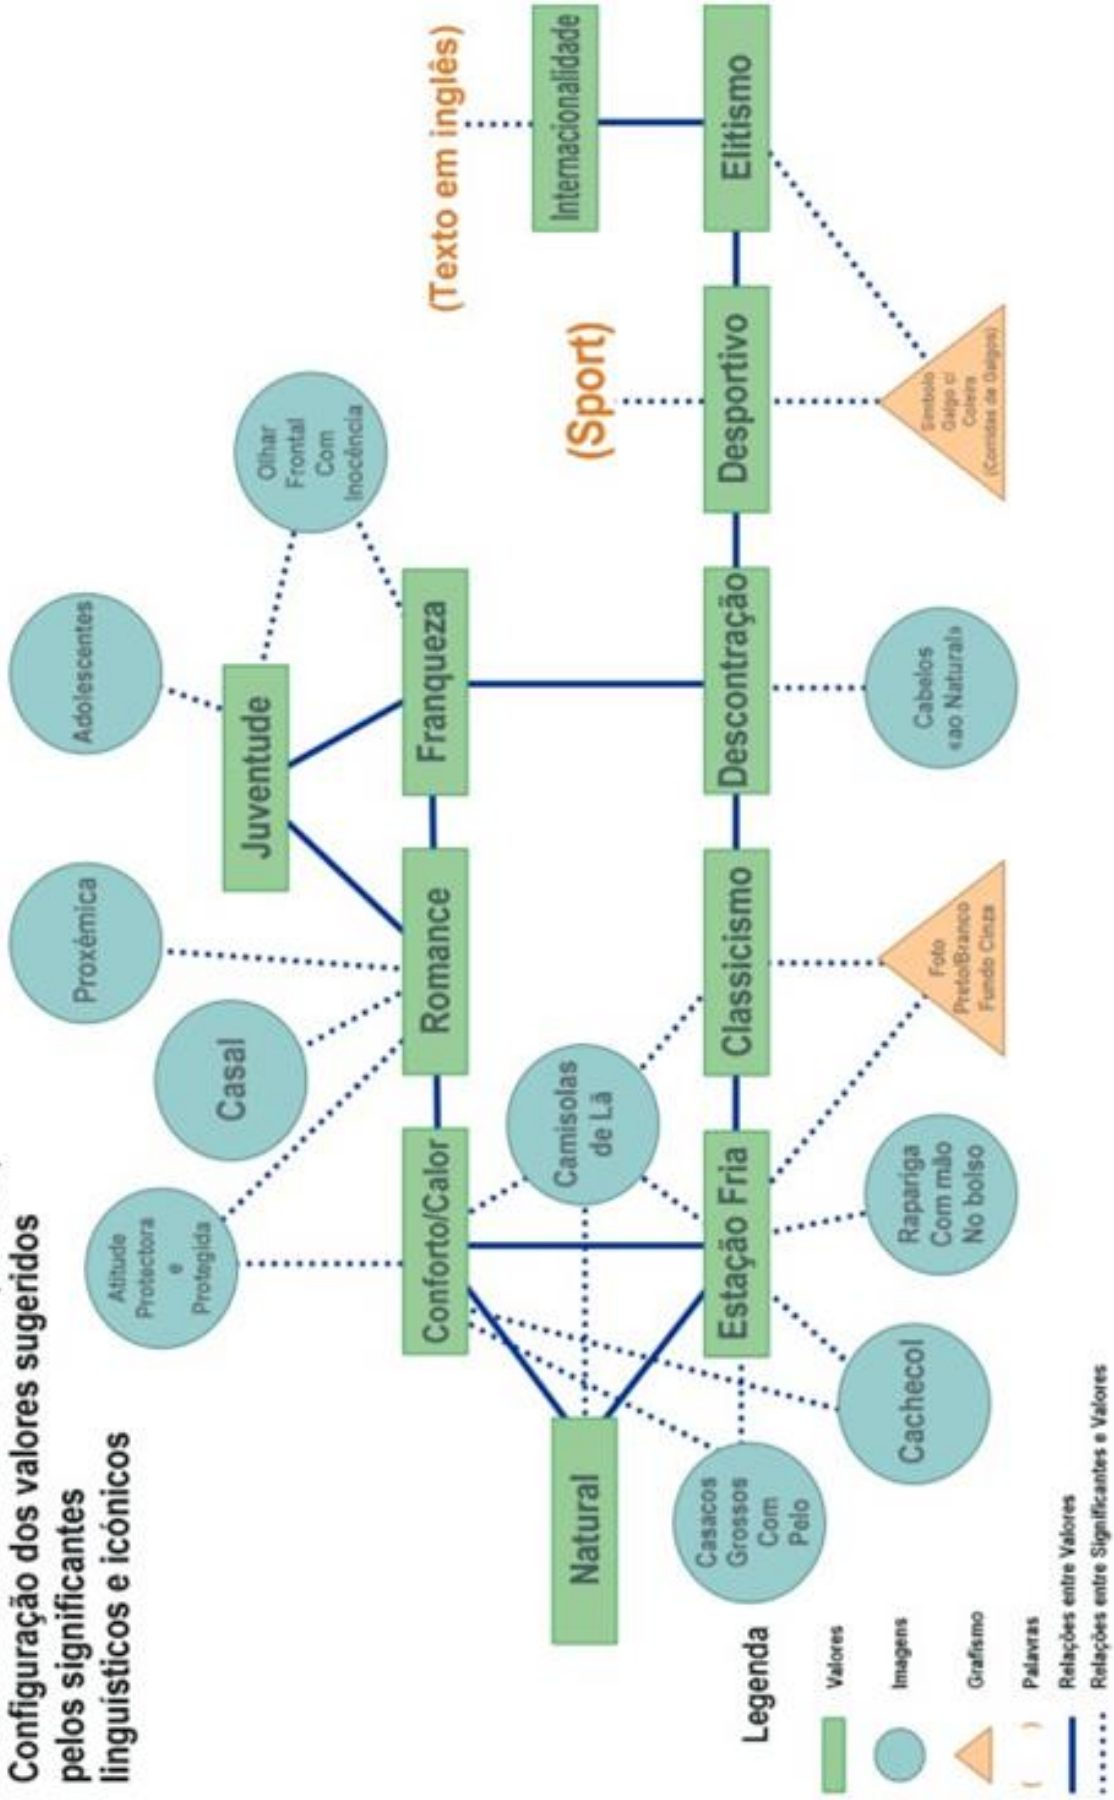 Configuração dos valores sugeridos
pelos significantes
linguísticos e icónicos
Atitude
Protectora
e
Protegida
Casal
Proxémica
Adolescentes
Olhar
Frontal
Com
Inocência
Juventude
(Texto em inglês)
Conforto/Calor
Romance
Franqueza
(Sport)
Internacionalidade
Natural
Camisolas
de Lã
Estação Fria
Classicismo
Descontração
Desportivo
Elitismo
Casacos
Grossos
Com
Pelo
Cachecol
Rapariga
Com mão
No bolso
Foto
Preto/Branco
Fundo Cinza
Cabelos
«ao Natural»
Simbolo
Galgo c/
Coleira
(Corridas de Galgos)
Legenda
Valores
Imagens
Grafismo
( ) Palavras
Relações entre Valores
Relações entre Significantes e Valores